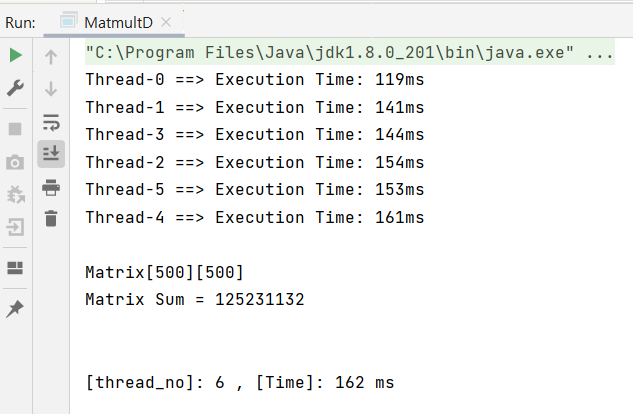 Run: MatmultD
"C:\Program Files\Java\jdk1.8.0_201\bin\java.exe" ...
Thread-0 ==> Execution Time: 119ms
Thread-1 ==> Execution Time: 141ms
Thread-3 ==> Execution Time: 144ms
Thread-2 ==> Execution Time: 154ms
Thread-5 ==> Execution Time: 153ms
Thread-4 ==> Execution Time: 161ms
Matrix[500][500]
Matrix Sum = 125231132
[thread_no]: 6 , [Time]: 162 ms